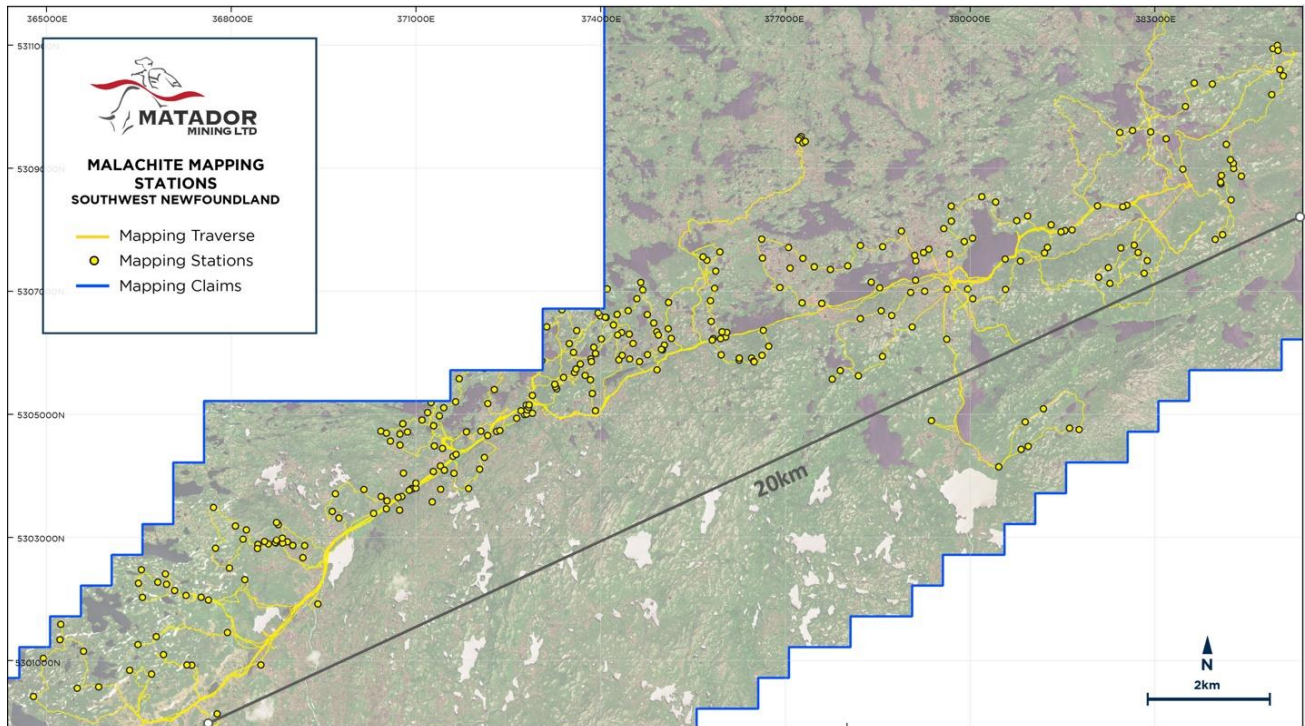 365000E 368000E 371000E 374000E 377000E 380000E 383000E
5311000N
MATADOR
MINING LTD
MALACHITE MAPPING
STATIONS
SOUTHWEST NEWFOUNDLAND
Mapping Traverse
Mapping Stations
Mapping Claims
5309000N
5307000N
5305000N
20km
5303000N
5301000N
N
2km